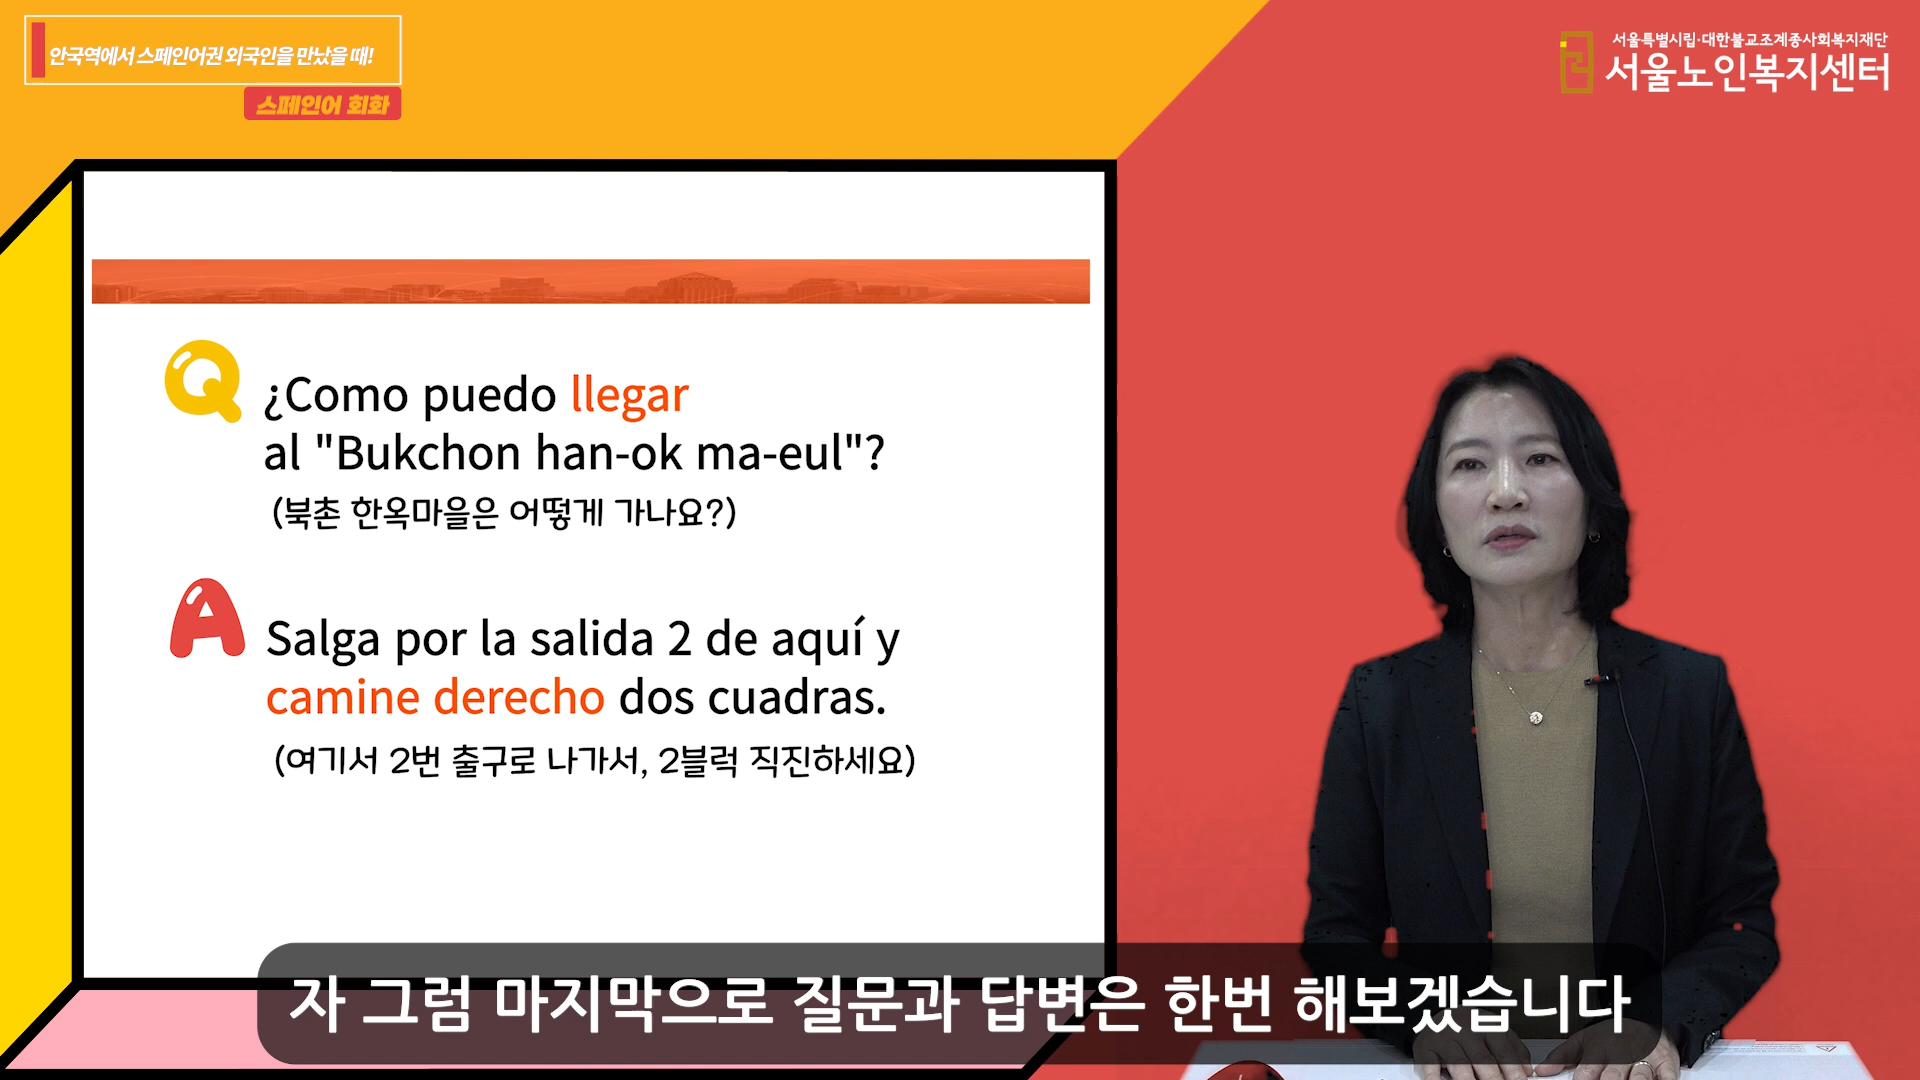 안국역에서 스페인어권 외국인을 만났을 때!
스페인어 회화
서울특별시립·대한불교조계종사회복지재단
서울노인복지센터
Q
¿Como puedo llegar
al "Bukchon han-ok ma-eul"?
(북촌 한옥마을은 어떻게 가나요?)
A
Salga por la salida 2 de aquí y
camine derecho dos cuadras.
(여기서 2번 출구로 나가서, 2블럭 직진하세요)
자 그럼 마지막으로 질문과 답변은 한번 해보겠습니다